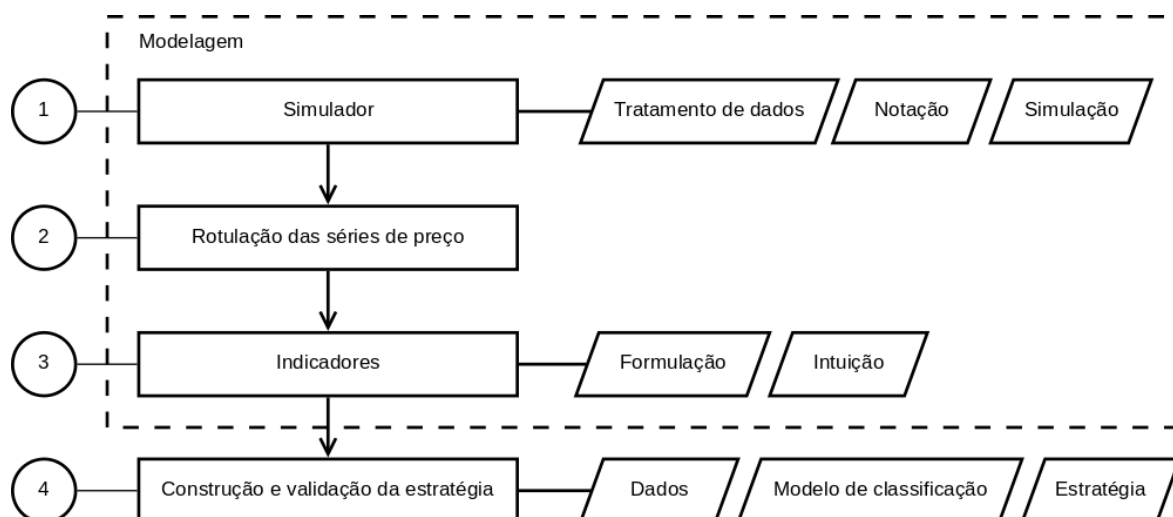 Modelagem
1
Simulador
Tratamento de dados
Notação
Simulação
2
Rotulação das séries de preço
3
Indicadores
Formulação
Intuição
4
Construção e validação da estratégia
Dados
Modelo de classificação
Estratégia